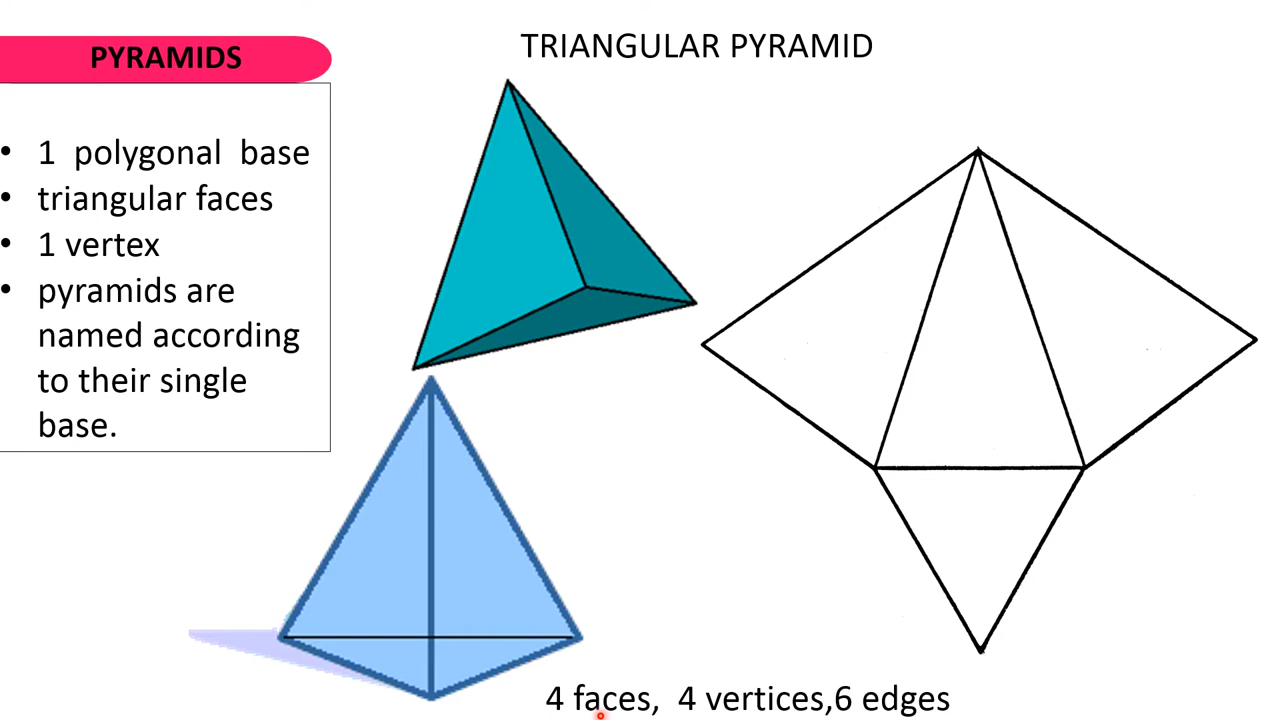 PYRAMIDS
• 1 polygonal base
• triangular faces
• 1 vertex
• pyramids are
named according
to their single
base.
TRIANGULAR PYRAMID
4 faces, 4 vertices,6 edges